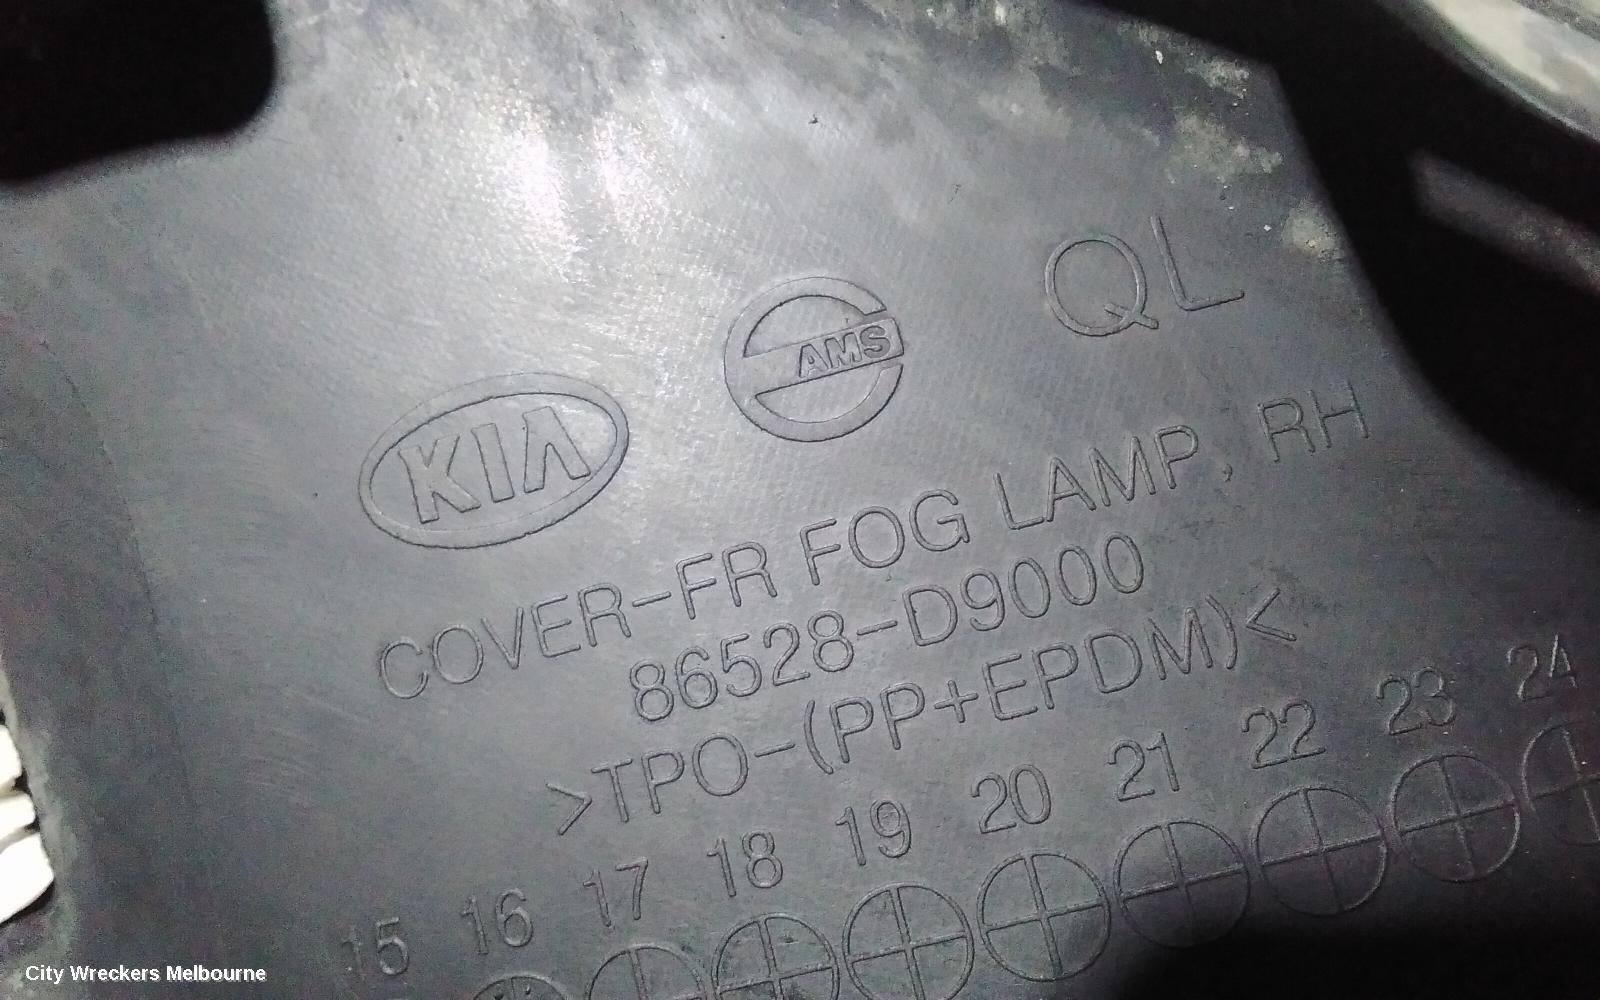 QL
AMS
KIA
COVER-FR FOG LAMP, RH
86528-D9000
>TPO-(PP+EPDM)<
15 16 17 18 19 20 21 22 23 24
City Wreckers Melbourne